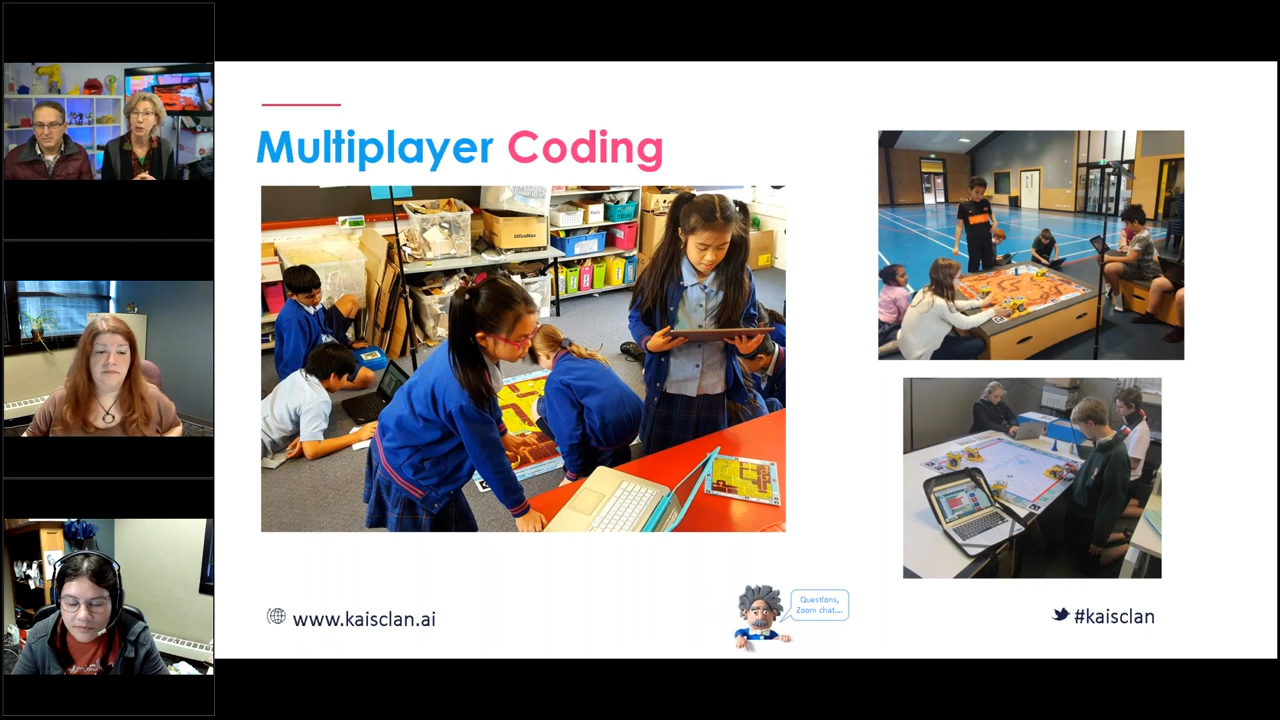 Multiplayer Coding
www.kaisclan.ai
Questions,
Zoom chat....
#kaisclan